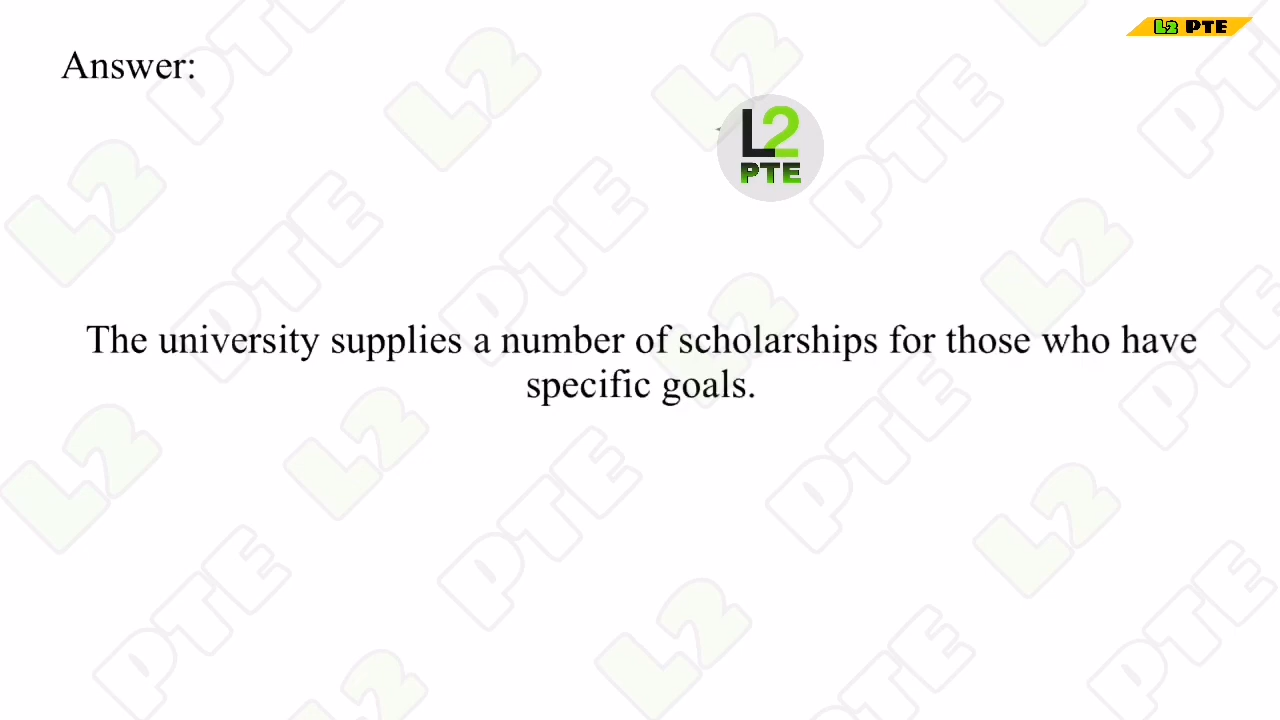 L2 PTE
Answer:
L2
PTE
The university supplies a number of scholarships for those who have
specific goals.